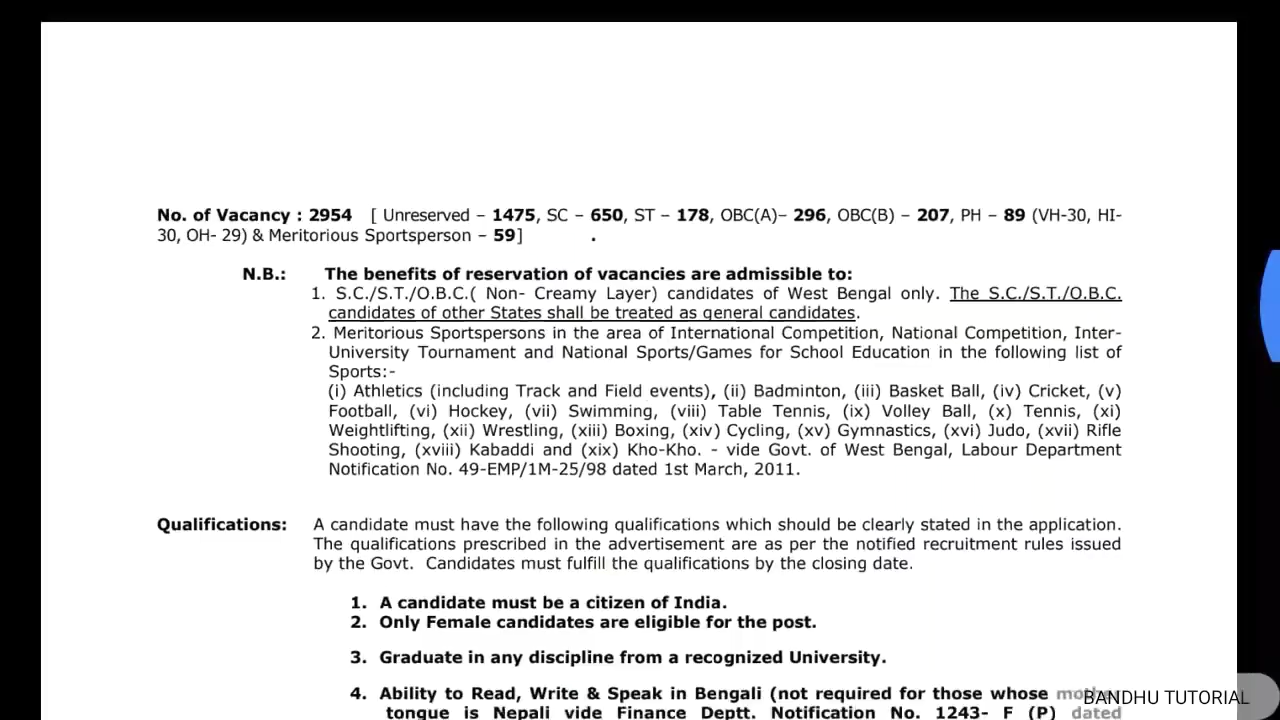 No. of Vacancy : 2954 [ Unreserved – 1475, SC – 650, ST – 178, OBC(A)– 296, OBC(B) – 207, PH – 89 (VH-30, HI-
30, OH- 29) & Meritorious Sportsperson – 59] .
N.B.: The benefits of reservation of vacancies are admissible to:
1. S.C./S.T./O.B.C.( Non- Creamy Layer) candidates of West Bengal only. The S.C./S.T./O.B.C.
candidates of other States shall be treated as general candidates.
2. Meritorious Sportspersons in the area of International Competition, National Competition, Inter-
University Tournament and National Sports/Games for School Education in the following list of
Sports:-
(i) Athletics (including Track and Field events), (ii) Badminton, (iii) Basket Ball, (iv) Cricket, (v)
Football, (vi) Hockey, (vii) Swimming, (viii) Table Tennis, (ix) Volley Ball, (x) Tennis, (xi)
Weightlifting, (xii) Wrestling, (xiii) Boxing, (xiv) Cycling, (xv) Gymnastics, (xvi) Judo, (xvii) Rifle
Shooting, (xviii) Kabaddi and (xix) Kho-Kho. - vide Govt. of West Bengal, Labour Department
Notification No. 49-EMP/1M-25/98 dated 1st March, 2011.
Qualifications: A candidate must have the following qualifications which should be clearly stated in the application.
The qualifications prescribed in the advertisement are as per the notified recruitment rules issued
by the Govt. Candidates must fulfill the qualifications by the closing date.
1. A candidate must be a citizen of India.
2. Only Female candidates are eligible for the post.
3. Graduate in any discipline from a recognized University.
4. Ability to Read, Write & Speak in Bengali (not required for those whose
BANDHU TUTORIAL
tongue is Nepali vide Finance Deptt. Notification No. 1243- F (P) dated